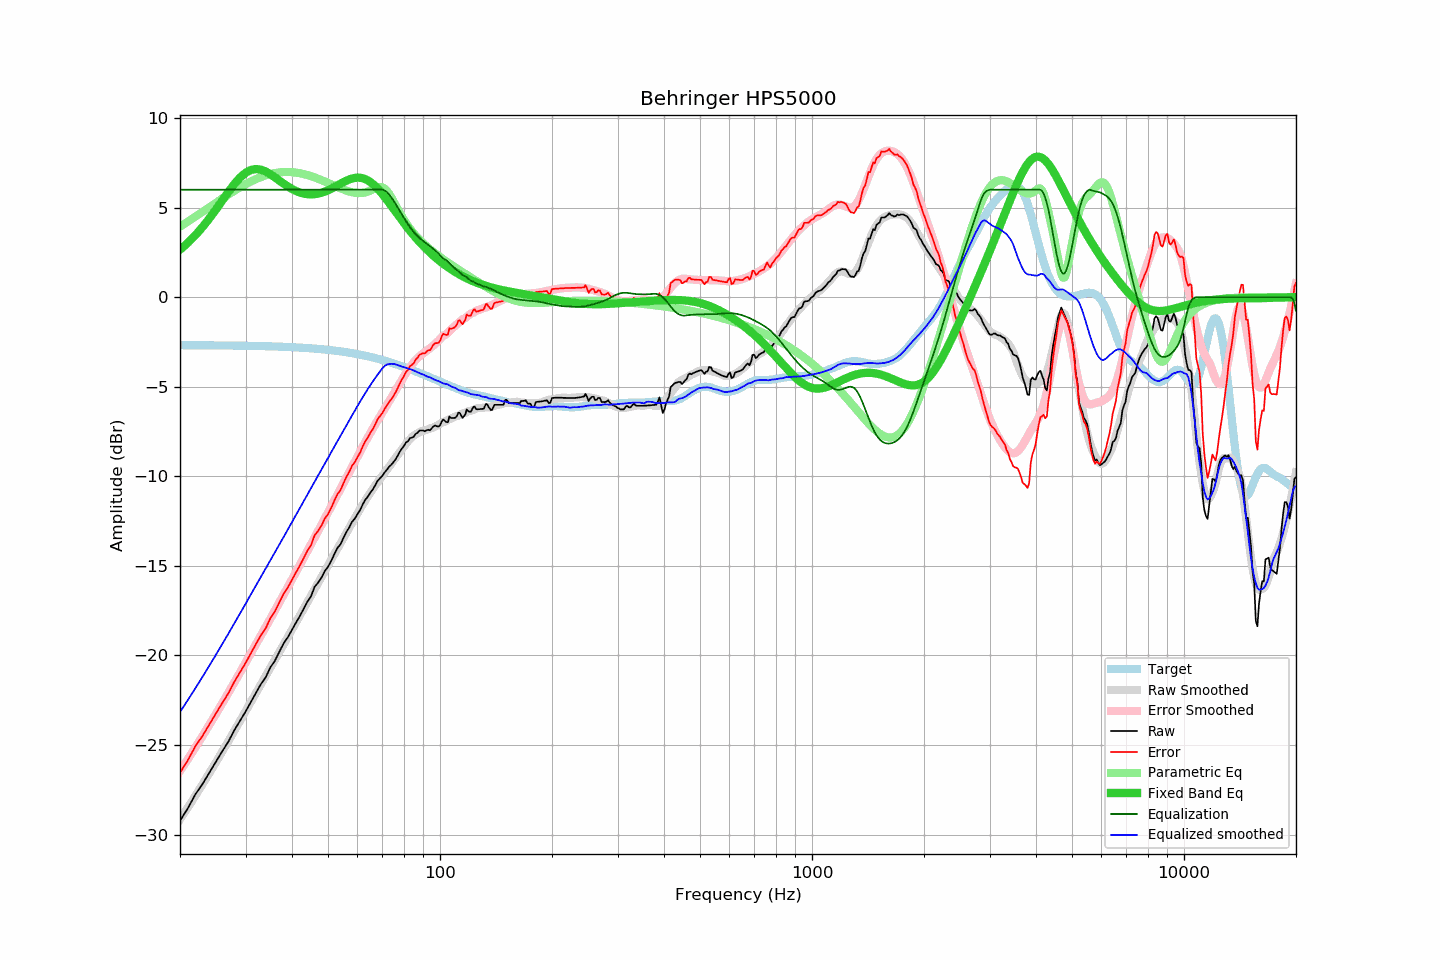 Behringer HPS5000
10
5
0
−5
−10
−15
−20
−25
−30
Amplitude (dBr)
100
1000
10000
Frequency (Hz)
Target
Raw Smoothed
Error Smoothed
Raw
Error
Parametric Eq
Fixed Band Eq
Equalization
Equalized smoothed